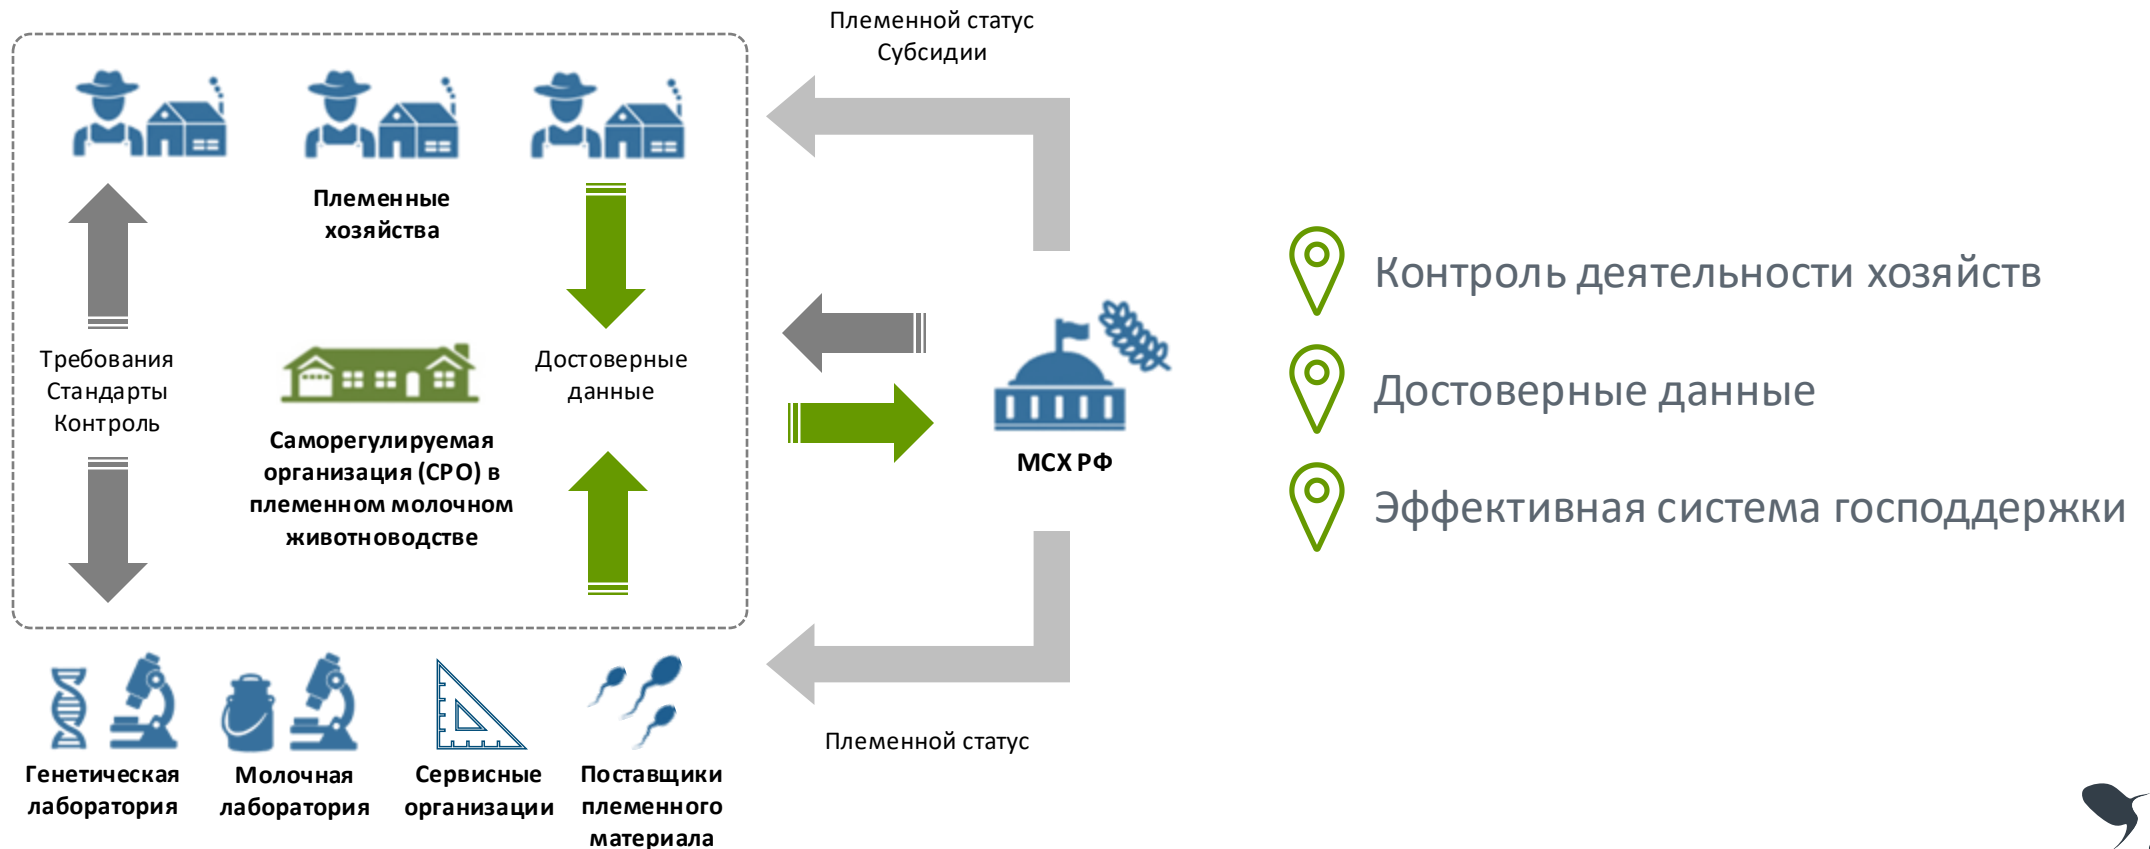 Племенной статус
Субсидии
Племенные
хозяйства
Требования
Стандарты
Контроль
Достоверные
данные
Саморегулируемая
организация (СРО) в
племенном молочном
животноводстве
МСХ РФ
Племенной статус
Генетическая
лаборатория
Молочная
лаборатория
Сервисные
организации
Поставщики
племенного
материала
Контроль деятельности хозяйств
Достоверные данные
Эффективная система господдержки